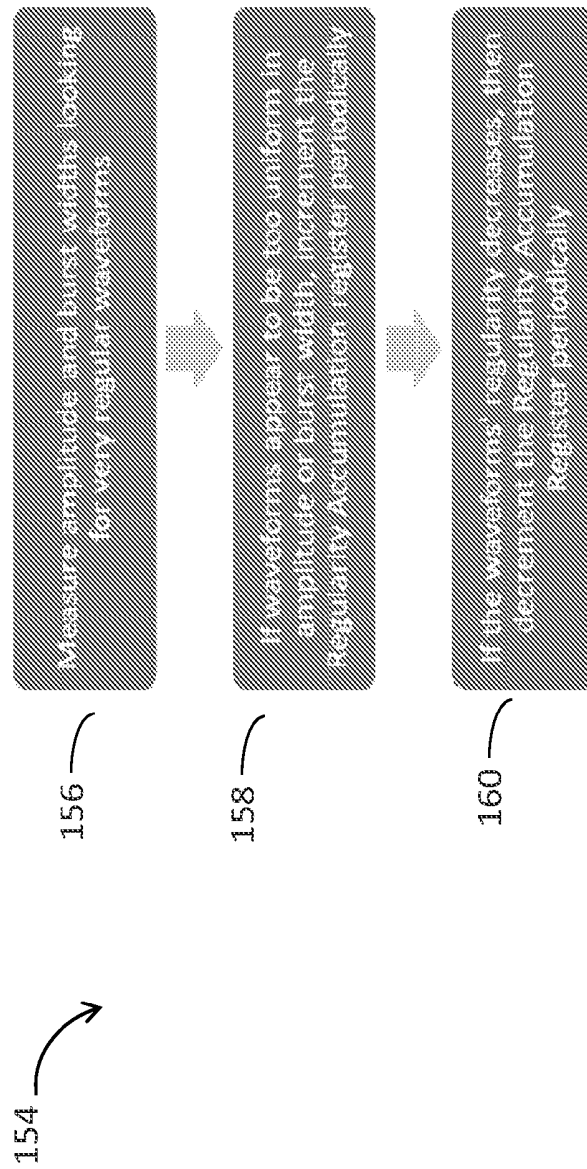 154
156
Measure amplitude and burst widths looking
for very regular waveforms
158
If waveforms appear to be too uniform in
amplitude or burst width, increment the
Regularity Accumulation register periodically
160
If the waveforms' regularity decreases, then
decrement the Regularity Accumulation
Register periodically